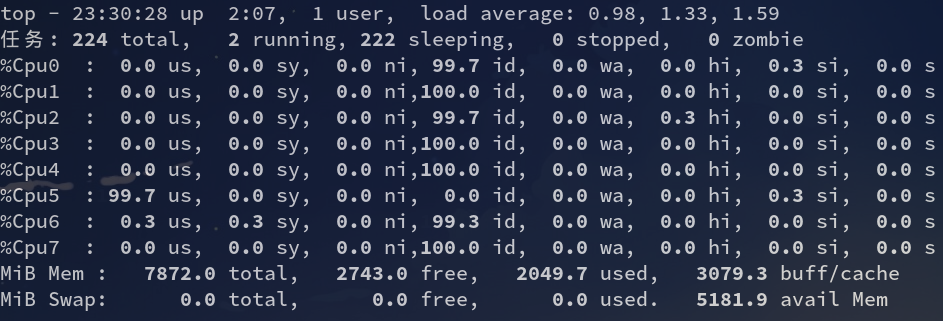 top - 23:30:28 up  2:07,  1 user,  load average: 0.98, 1.33, 1.59
任务: 224 total,   2 running, 222 sleeping,   0 stopped,   0 zombie
%Cpu0  :  0.0 us,  0.0 sy,  0.0 ni, 99.7 id,  0.0 wa,  0.0 hi,  0.3 si,  0.0 s
%Cpu1  :  0.0 us,  0.0 sy,  0.0 ni,100.0 id,  0.0 wa,  0.0 hi,  0.0 si,  0.0 s
%Cpu2  :  0.0 us,  0.0 sy,  0.0 ni, 99.7 id,  0.0 wa,  0.3 hi,  0.0 si,  0.0 s
%Cpu3  :  0.0 us,  0.0 sy,  0.0 ni,100.0 id,  0.0 wa,  0.0 hi,  0.0 si,  0.0 s
%Cpu4  :  0.0 us,  0.0 sy,  0.0 ni,100.0 id,  0.0 wa,  0.0 hi,  0.0 si,  0.0 s
%Cpu5  : 99.7 us,  0.0 sy,  0.0 ni,  0.0 id,  0.0 wa,  0.0 hi,  0.3 si,  0.0 s
%Cpu6  :  0.3 us,  0.3 sy,  0.0 ni, 99.3 id,  0.0 wa,  0.0 hi,  0.0 si,  0.0 s
%Cpu7  :  0.0 us,  0.0 sy,  0.0 ni,100.0 id,  0.0 wa,  0.0 hi,  0.0 si,  0.0 s
MiB Mem :   7872.0 total,   2743.0 free,   2049.7 used,   3079.3 buff/cache
MiB Swap:      0.0 total,      0.0 free,      0.0 used.   5181.9 avail Mem